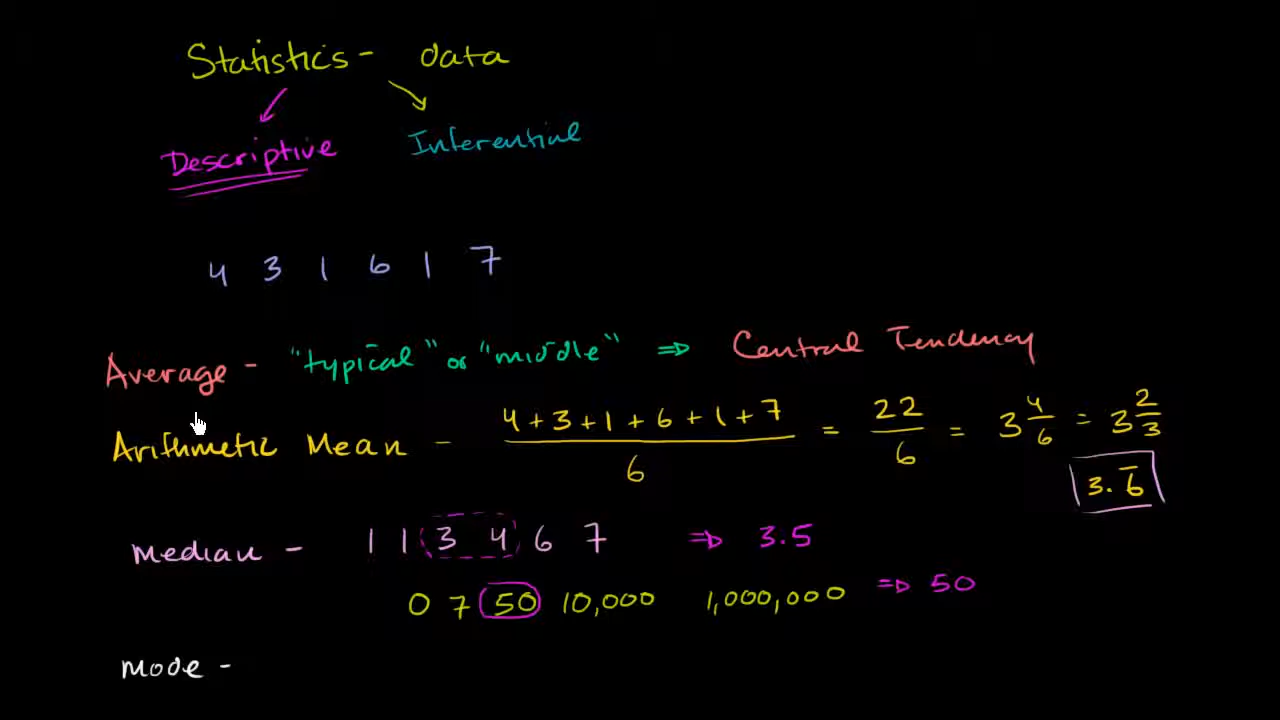 Statistics - data
Descriptive Inferential
4 3 1 6 1 7
Average - "typical" or "middle" ⇒ Central Tendency
Arithmetic Mean - (4+3+1+6+1+7)/6 = 22/6 = 3 4/6 = 3 2/3
3.6̅
Median - 1 1 3 4 6 7 ⇒ 3.5
0 7 50 10,000 1,000,000 ⇒ 50
Mode -